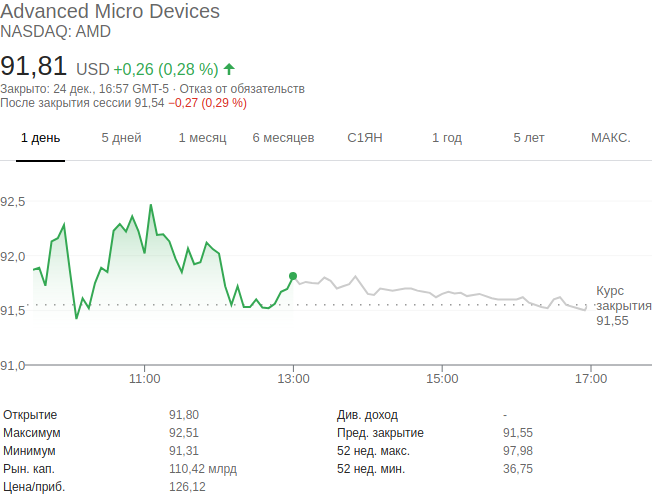 Advanced Micro Devices
NASDAQ: AMD
91,81 USD +0,26 (0,28 %)
Закрыто: 24 дек., 16:57 GMT-5 · Отказ от обязательств
После закрытия сессии 91,54 −0,27 (0,29 %)
1 день 5 дней 1 месяц 6 месяцев С1ЯН 1 год 5 лет МАКС.
92,5
92,0
91,5
91,0
Курс
закрытия
91,55
11:00 13:00 15:00 17:00
Открытие 91,80 Див. доход -
Максимум 92,51 Пред. закрытие 91,55
Минимум 91,31 52 нед. макс. 97,98
Рын. кап. 110,42 млрд 52 нед. мин. 36,75
Цена/приб. 126,12